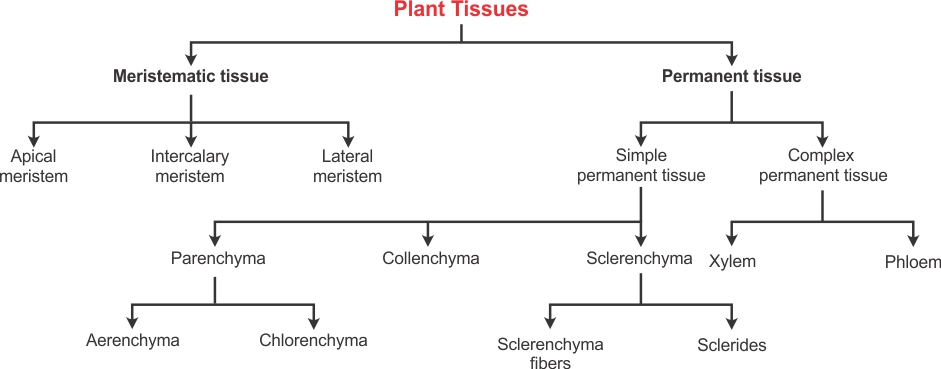 Plant Tissues
Meristematic tissue
Permanent tissue
Apical
meristem
Intercalary
meristem
Lateral
meristem
Simple
permanent tissue
Complex
permanent tissue
Parenchyma
Collenchyma
Sclerenchyma
Xylem
Phloem
Aerenchyma
Chlorenchyma
Sclerenchyma
fibers
Sclerides